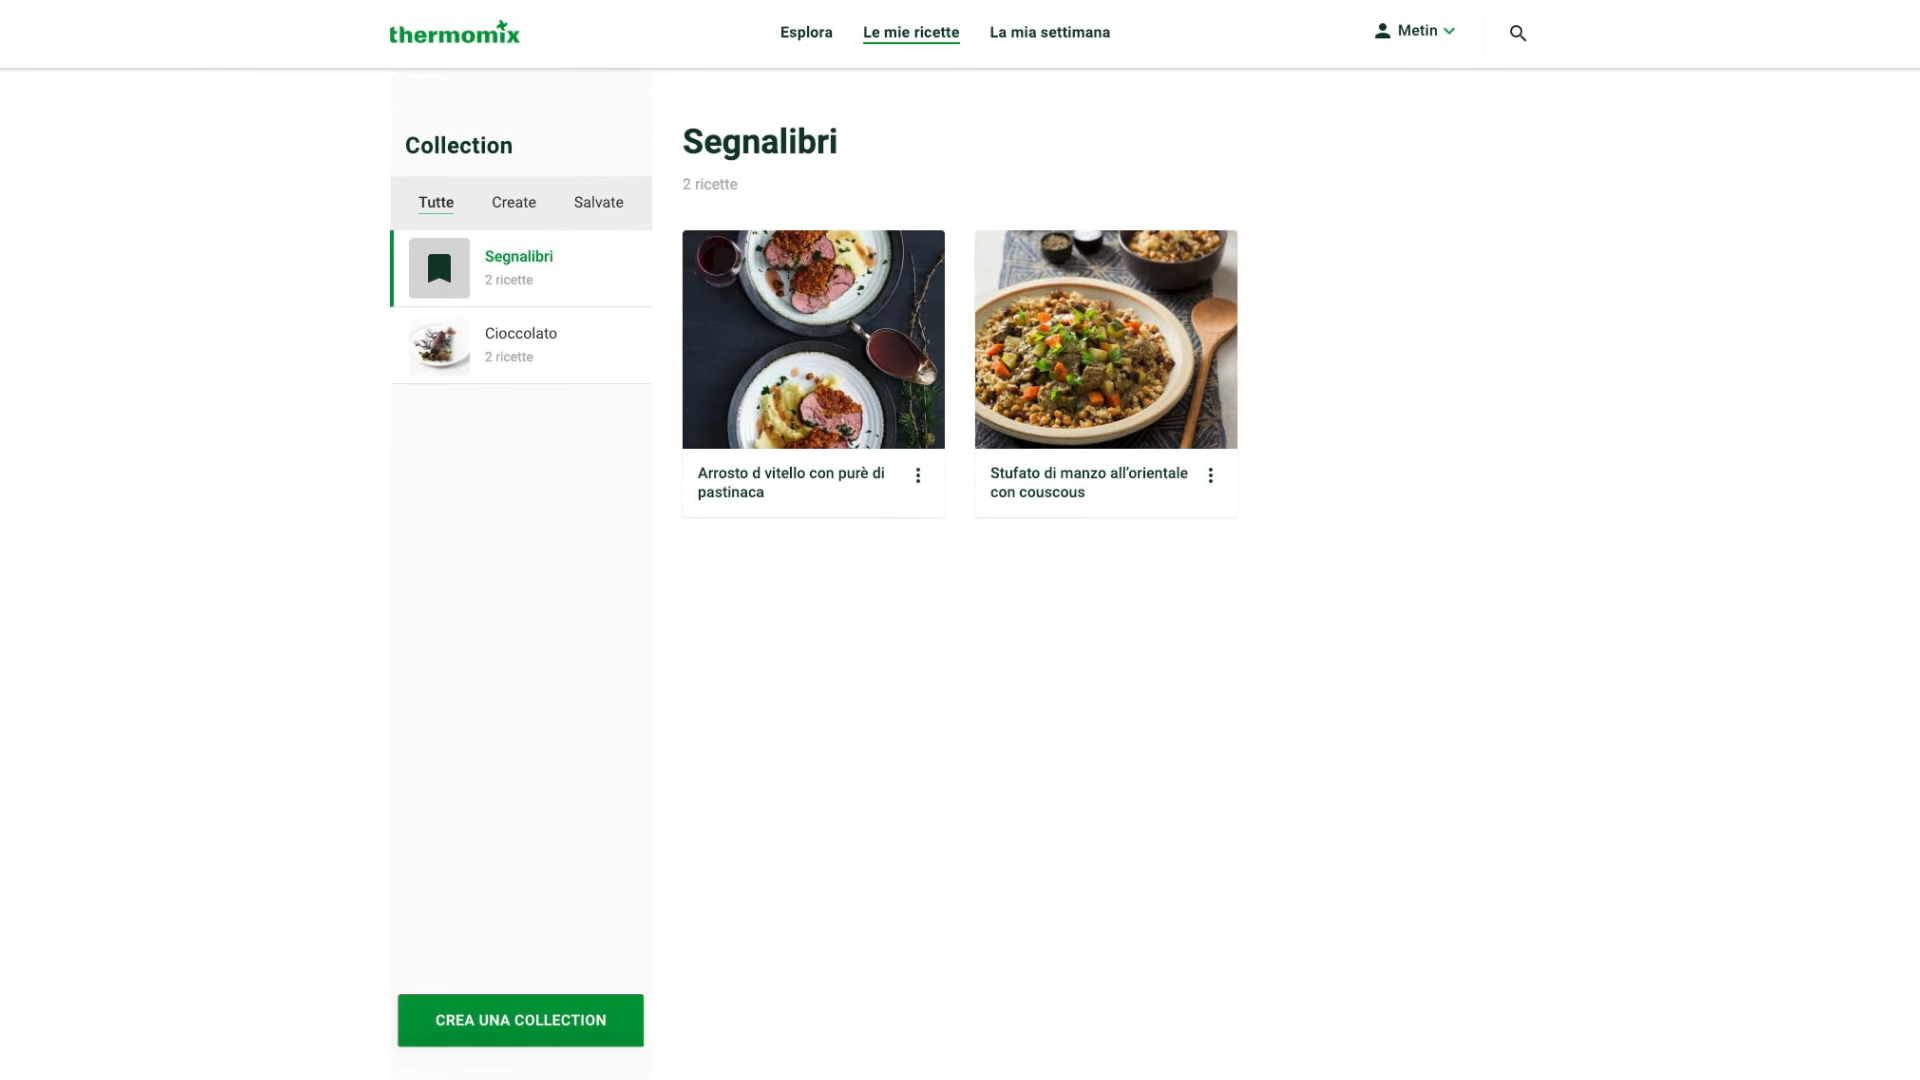 thermomix
Esplora
Le mie ricette
La mia settimana
Metin
Collection
Tutte
Create
Salvate
Segnalibri
2 ricette
Cioccolato
2 ricette
CREA UNA COLLECTION
Segnalibri
2 ricette
Arrosto d vitello con purè di
pastinaca
Stufato di manzo all’orientale
con couscous